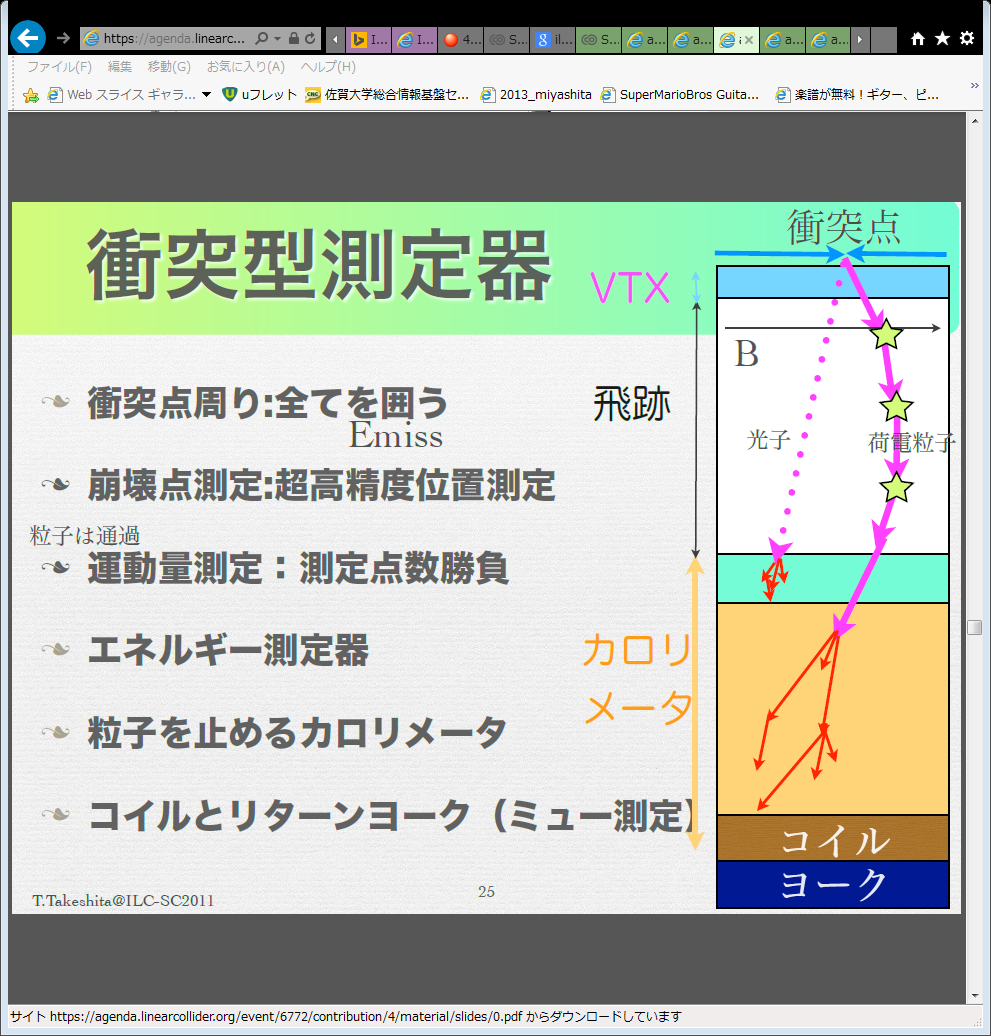 https://agenda.linearc...
I...
I...
4...
S...
il...
S...
a...
a...
a...
a...
ファイル(F) 編集 移動(G) お気に入り(A) ヘルプ(H)
Web スライス ギャラ... uフレット 佐賀大学総合情報基盤セ... 2013_miyashita SuperMarioBros Guita... 楽譜が無料！ギター、ピ...
衝突点
衝突型測定器
VTX
B
衝突点周り:全てを囲う
飛跡
Emiss
光子
荷電粒子
崩壊点測定:超高精度位置測定
粒子は通過
運動量測定：測定点数勝負
エネルギー測定器
カロリ
メータ
粒子を止めるカロリメータ
コイルとリターンヨーク（ミュー測定）
コイル
ヨーク
T.Takeshita@ILC-SC2011
25
サイト https://agenda.linearcollider.org/event/6772/contribution/4/material/slides/0.pdf からダウンロードしています